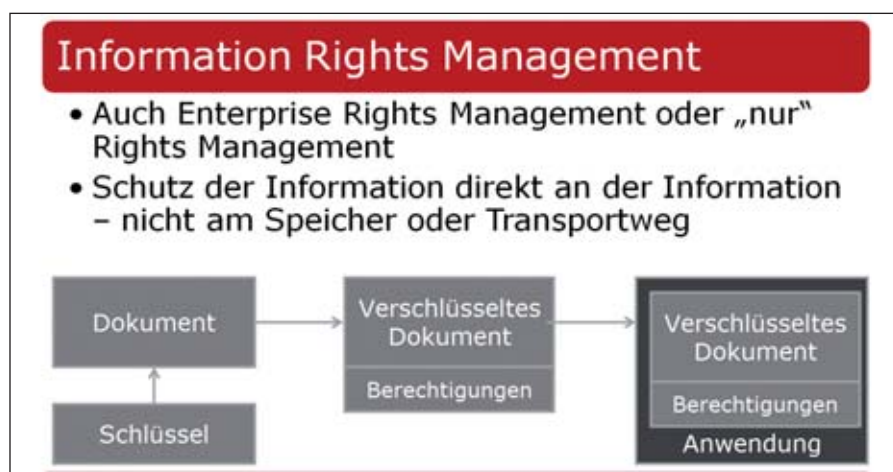 Information Rights Management
• Auch Enterprise Rights Management oder „nur“
Rights Management
• Schutz der Information direkt an der Information
– nicht am Speicher oder Transportweg
Dokument
Schlüssel
Verschlüsseltes
Dokument
Berechtigungen
Verschlüsseltes
Dokument
Berechtigungen
Anwendung